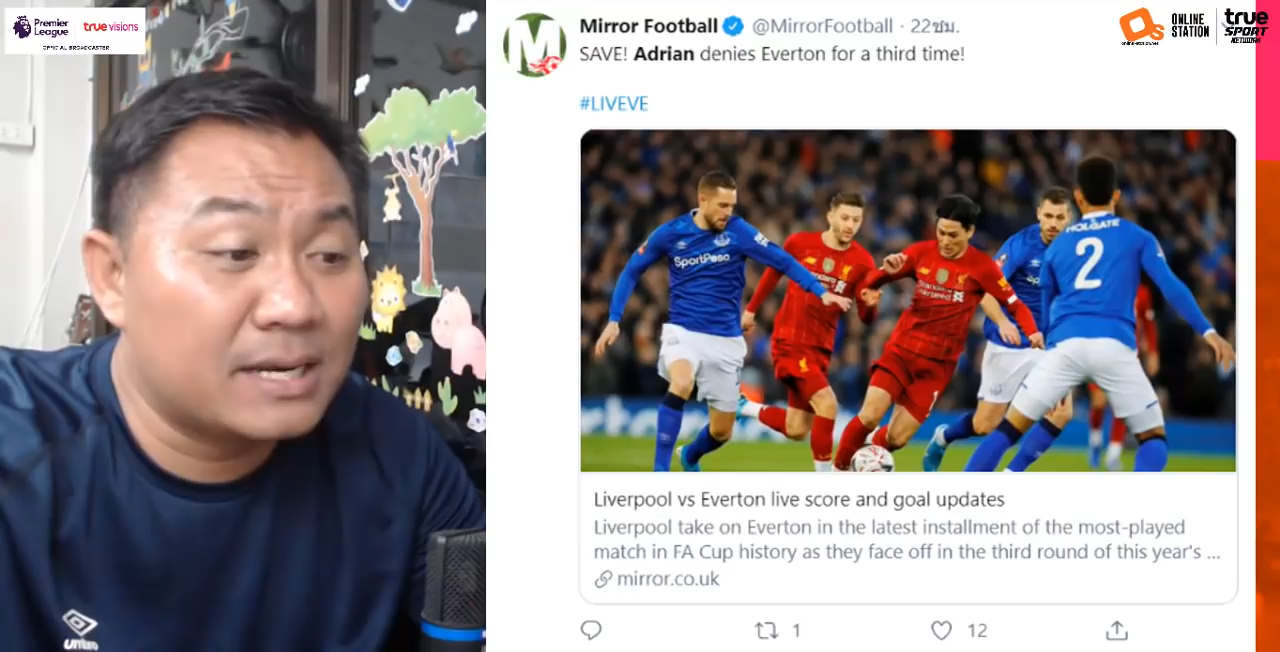 Premier League
true visions
OFFICIAL BROADCASTER
Mirror Football @MirrorFootball · 22ชม.
SAVE! Adrian denies Everton for a third time!
#LIVEVE
ONLINE STATION
true SPORT NETWORK
HOLGATE
2
SportPesa
Liverpool vs Everton live score and goal updates
Liverpool take on Everton in the latest installment of the most-played
match in FA Cup history as they face off in the third round of this year's ...
mirror.co.uk
1
12
umbro